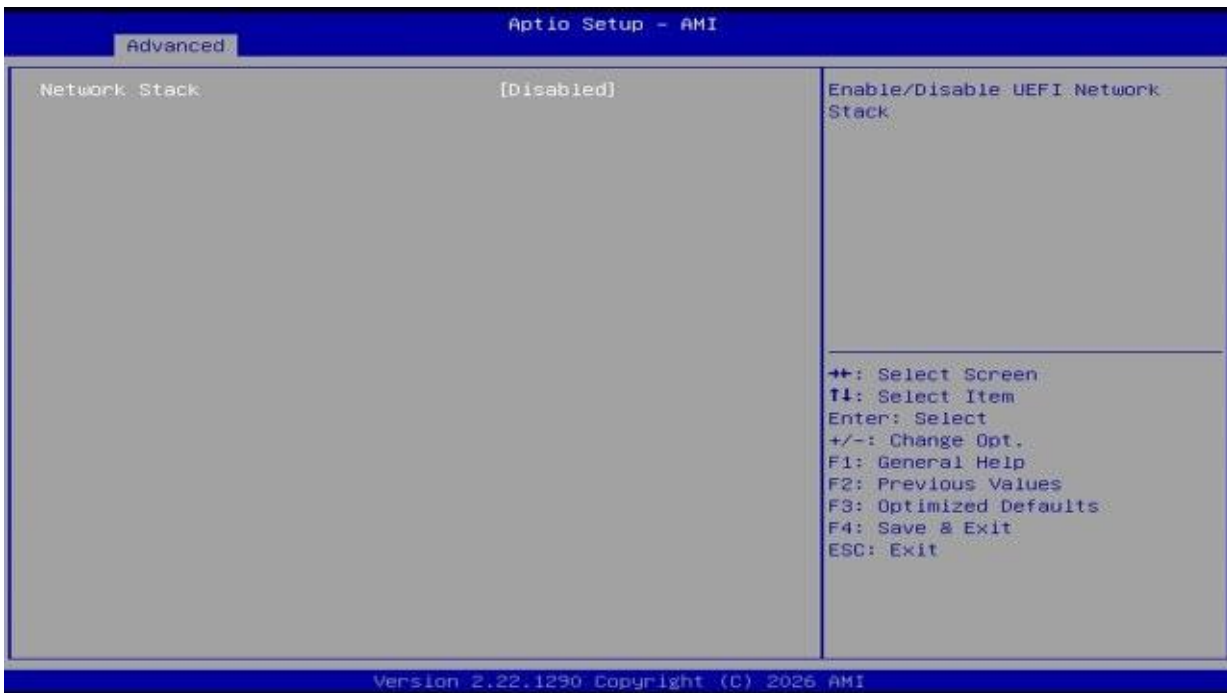 Aptio Setup - AMI
Advanced
Network Stack [Disabled]
Enable/Disable UEFI Network
Stack
→←: Select Screen
↑↓: Select Item
Enter: Select
+/-: Change Opt.
F1: General Help
F2: Previous Values
F3: Optimized Defaults
F4: Save & Exit
ESC: Exit
Version 2.22.1290 Copyright (C) 2026 AMI